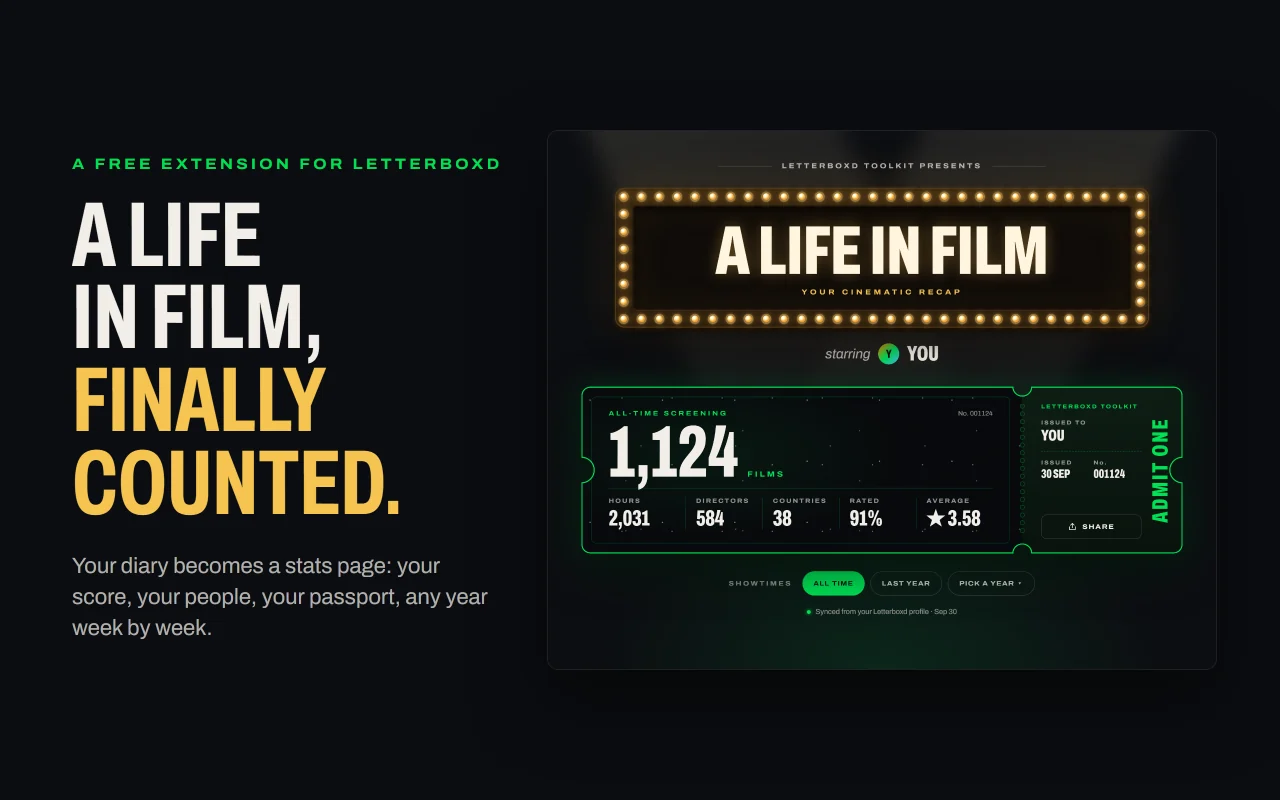 A FREE EXTENSION FOR LETTERBOXD
A LIFE
IN FILM,
FINALLY
COUNTED.
Your diary becomes a stats page: your
score, your people, your passport, any year
week by week.
LETTERBOXD TOOLKIT PRESENTS
A LIFE IN FILM
YOUR CINEMATIC RECAP
starring Y YOU
ALL-TIME SCREENING
No. 001124
1,124 FILMS
HOURS DIRECTORS COUNTRIES RATED AVERAGE
2,031 584 38 91% ★3.58
LETTERBOXD TOOLKIT
ISSUED TO
YOU
ISSUED No.
30 SEP 001124
SHARE
ADMIT ONE
SHOWTIMES ALL TIME LAST YEAR PICK A YEAR
Synced from your Letterboxd profile · Sep 30